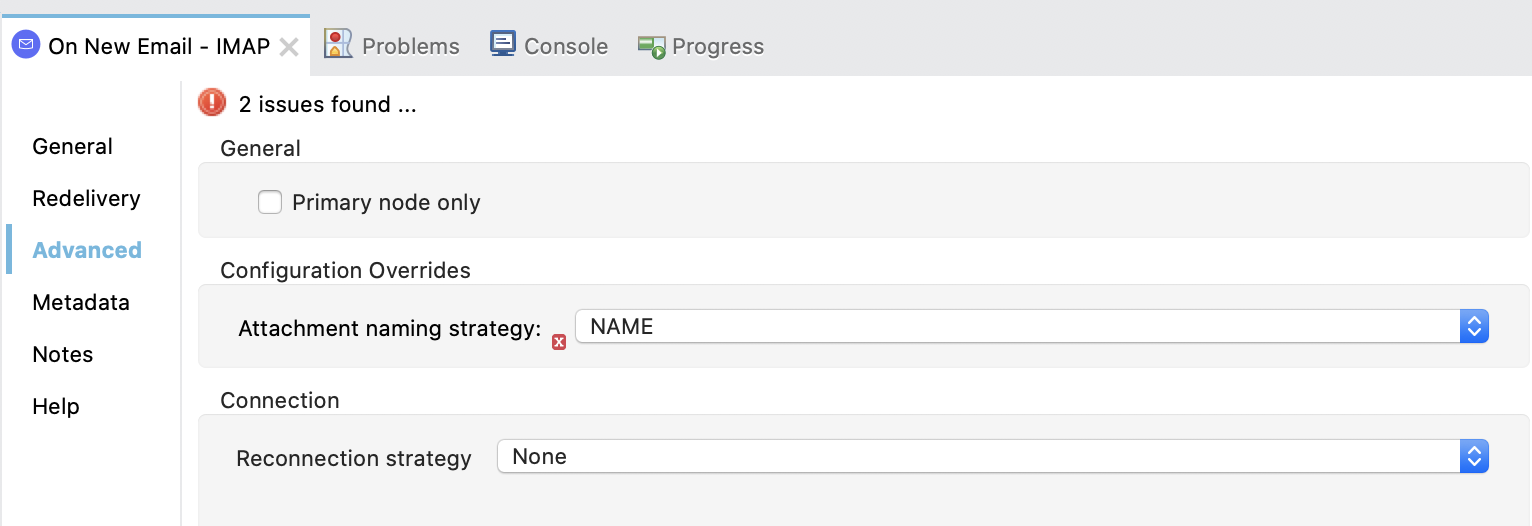 On New Email - IMAP Problems Console Progress
2 issues found ...
General
General
Primary node only
Redelivery
Advanced
Configuration Overrides
Metadata
Attachment naming strategy: NAME
Notes
Connection
Help
Reconnection strategy None